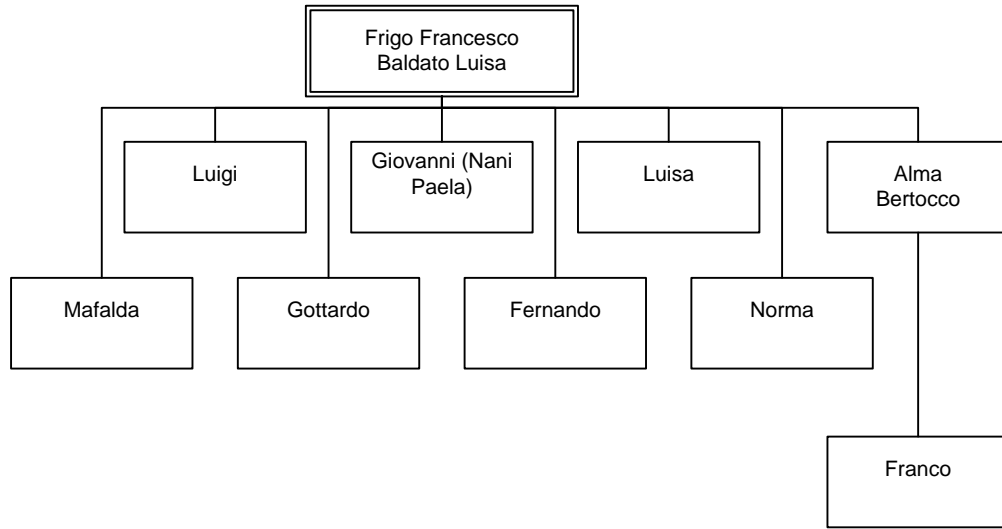 Frigo Francesco
Baldato Luisa
Luigi
Giovanni (Nani
Paela)
Luisa
Alma
Bertocco
Mafalda
Gottardo
Fernando
Norma
Franco